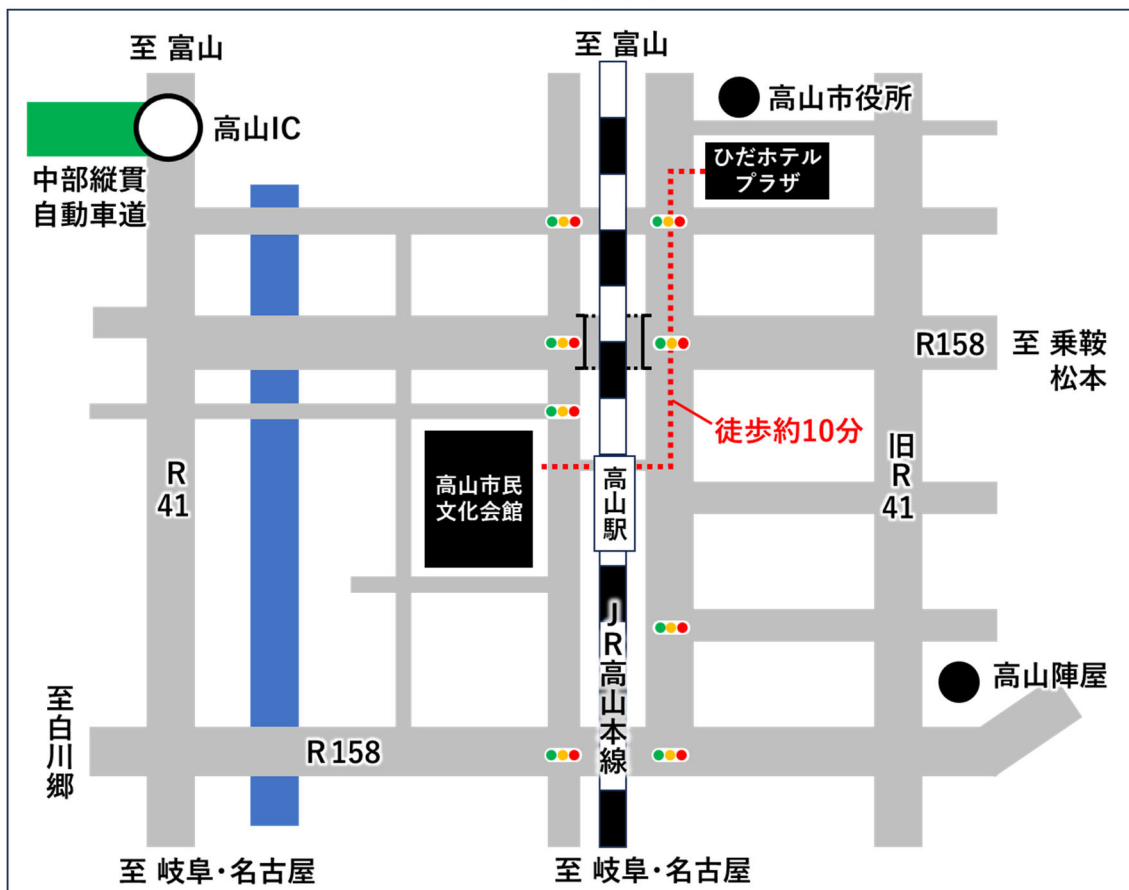 至 富山
至 富山
高山IC
高山市役所
中部縦貫
自動車道
ひだホテル
プラザ
R158
至 乗鞍
松本
徒歩約10分
R
41
高山市民
文化会館
高山駅
旧R
41
JR高山本線
高山陣屋
至白川郷
R158
至 岐阜・名古屋
至 岐阜・名古屋